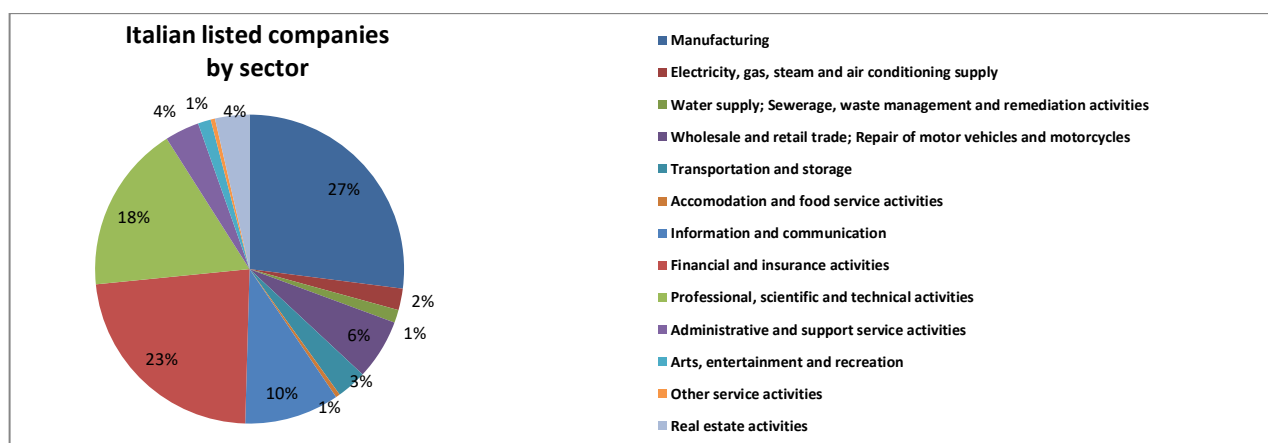 Italian listed companies
by sector
4%
1%
4%
27%
18%
2%
1%
6%
23%
3%
10%
1%
Manufacturing
Electricity, gas, steam and air conditioning supply
Water supply; Sewerage, waste management and remediation activities
Wholesale and retail trade; Repair of motor vehicles and motorcycles
Transportation and storage
Accomodation and food service activities
Information and communication
Financial and insurance activities
Professional, scientific and technical activities
Administrative and support service activities
Arts, entertainment and recreation
Other service activities
Real estate activities